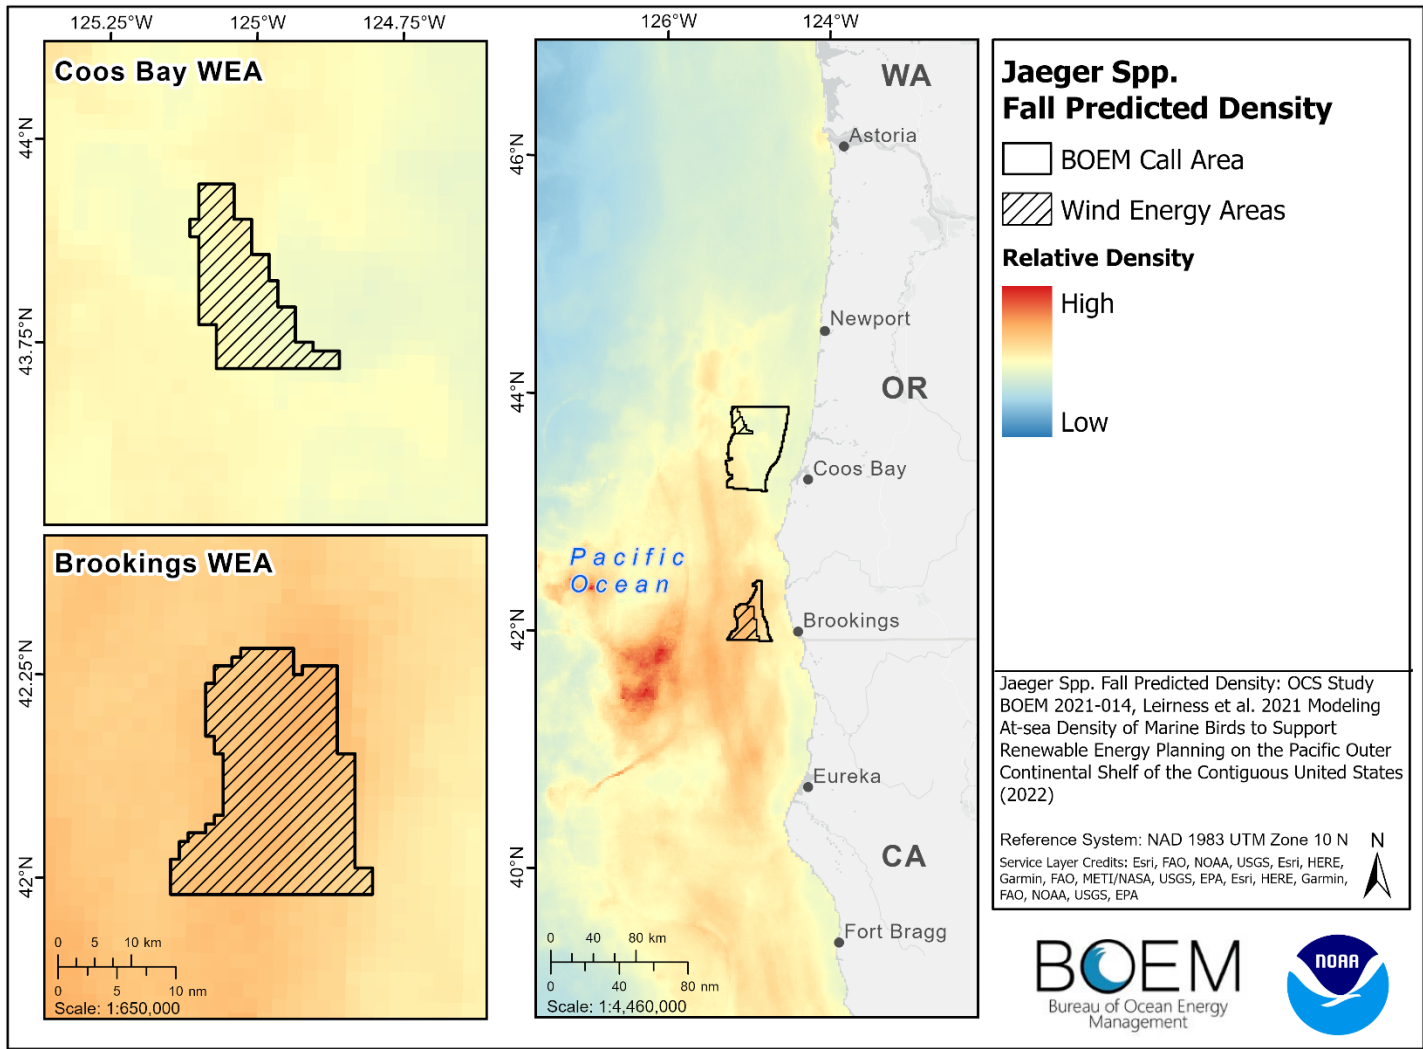 125.25°W
125°W
124.75°W
Coos Bay WEA
44°N
43.75°N
Brookings WEA
42.25°N
42°N
0 5 10 km
0 5 10 nm
Scale: 1:650,000
126°W
124°W
46°N
44°N
42°N
40°N
WA
Astoria
Newport
OR
Coos Bay
Pacific
Ocean
Brookings
Eureka
CA
Fort Bragg
0 40 80 km
0 40 80 nm
Scale: 1:4,460,000
Jaeger Spp.
Fall Predicted Density
BOEM Call Area
Wind Energy Areas
Relative Density
High
Low
Jaeger Spp. Fall Predicted Density: OCS Study
BOEM 2021-014, Leirness et al. 2021 Modeling
At-sea Density of Marine Birds to Support
Renewable Energy Planning on the Pacific Outer
Continental Shelf of the Contiguous United States
(2022)
Reference System: NAD 1983 UTM Zone 10 N
N
Service Layer Credits: Esri, FAO, NOAA, USGS, Esri, HERE,
Garmin, FAO, METI/NASA, USGS, EPA, Esri, HERE, Garmin,
FAO, NOAA, USGS, EPA
BOEM
Bureau of Ocean Energy
Management
NOAA